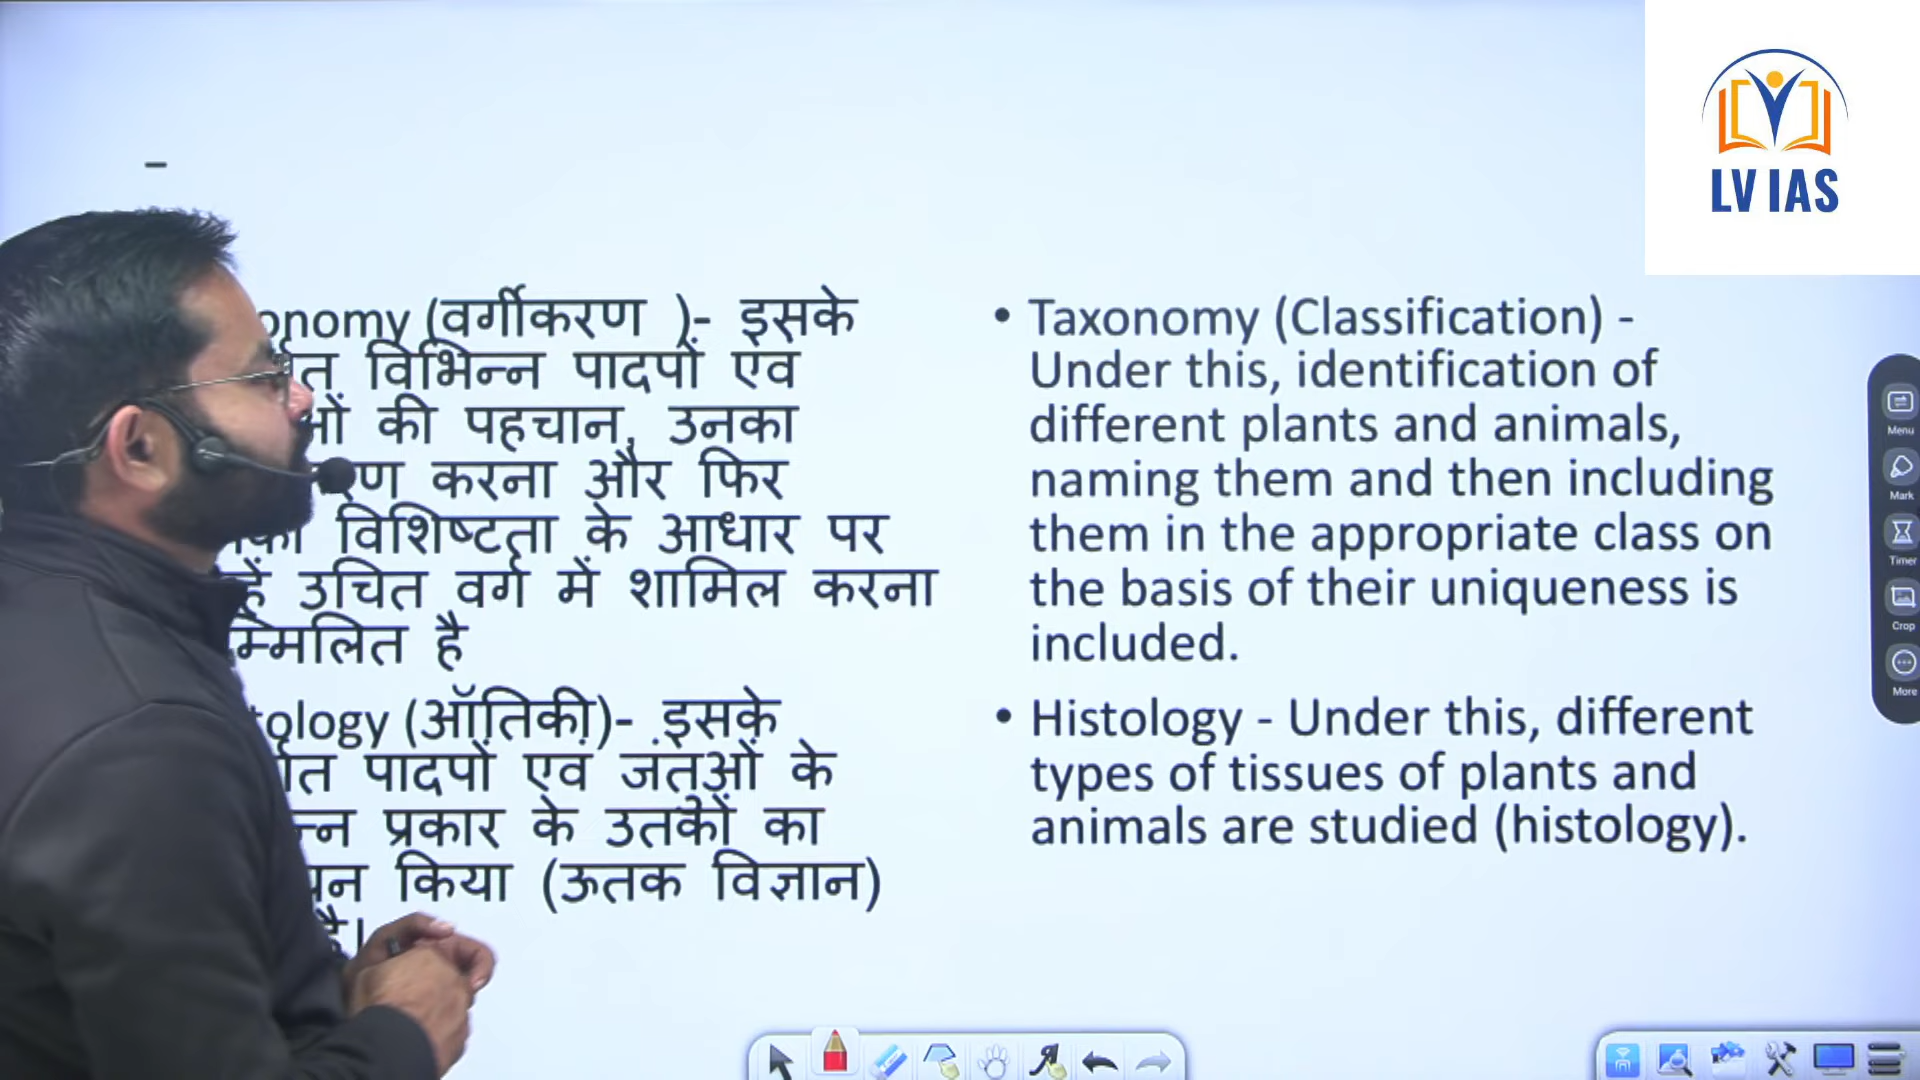 LV IAS
(वर्गीकरण )- इसके
विभिन्न पादपों एव
की पहचान, उनका
करना और फिर
विशिष्टता के आधार पर
उचित वर्ग में शामिल करना
है
(ऑतिकी)- इसके
पादपों एवं जंतुओं के
प्रकार के उतकों का
किया (ऊतक विज्ञान)
है।
• Taxonomy (Classification) -
Under this, identification of
different plants and animals,
naming them and then including
them in the appropriate class on
the basis of their uniqueness is
included.
• Histology - Under this, different
types of tissues of plants and
animals are studied (histology).
Menu
Mark
Timer
Crop
More